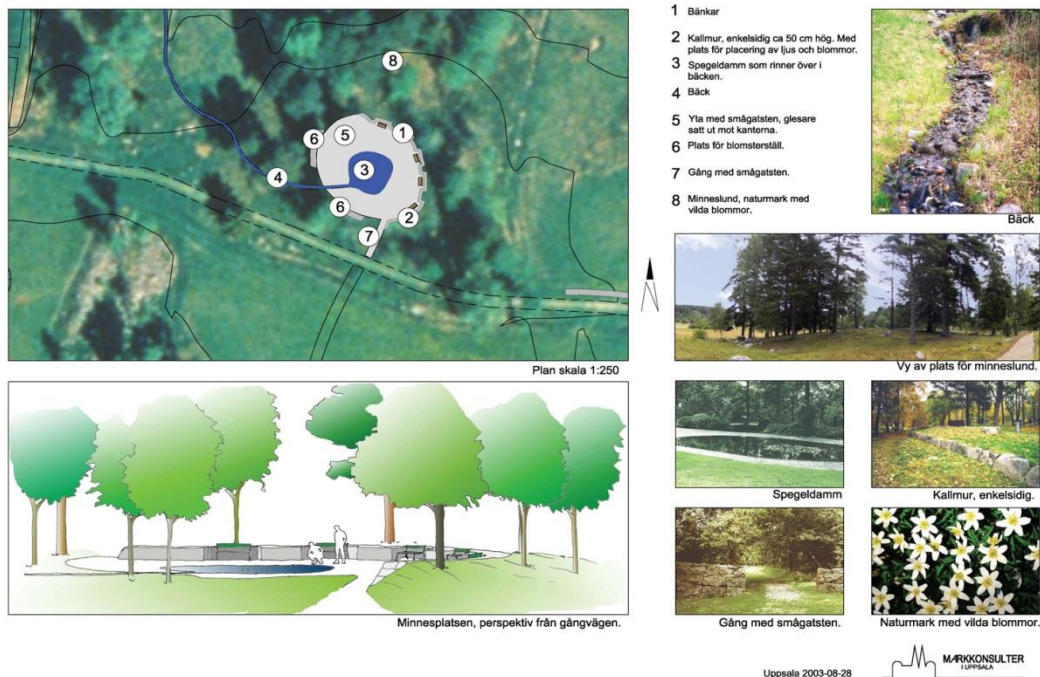 1 Bänkar
2 Kallmur, enkelsidig ca 50 cm hög. Med
plats för placering av ljus och blommor.
3 Spegeldamm som rinner över i
bäcken.
4 Bäck
5 Yta med smågatsten, glesare
satt ut mot kanterna.
6 Plats för blomsterställ.
7 Gång med smågatsten.
8 Minneslund, naturmark med
vilda blommor.
Bäck
8
1
6
5
3
4
6
2
7
N
Plan skala 1:250
Vy av plats för minneslund.
Spegeldamm
Kallmur, enkelsidig.
Minnesplatsen, perspektiv från gångvägen.
Gång med smågatsten.
Naturmark med vilda blommor.
Uppsala 2003-08-28
MARKKONSULTER
I UPPSALA